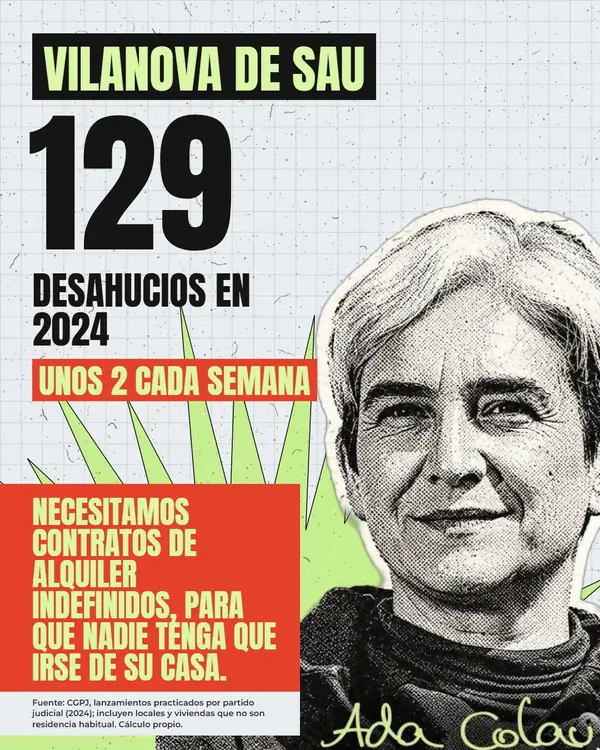 VILANOVA DE SAU
129
DESAHUCIOS EN
2024
UNOS 2 CADA SEMANA
NECESITAMOS
CONTRATOS DE
ALQUILER
INDEFINIDOS, PARA
QUE NADIE TENGA QUE
IRSE DE SU CASA.
Fuente: CGPJ, lanzamientos practicados por partido
judicial (2024); incluyen locales y viviendas que no son
residencia habitual. Cálculo propio.
Ada Colau